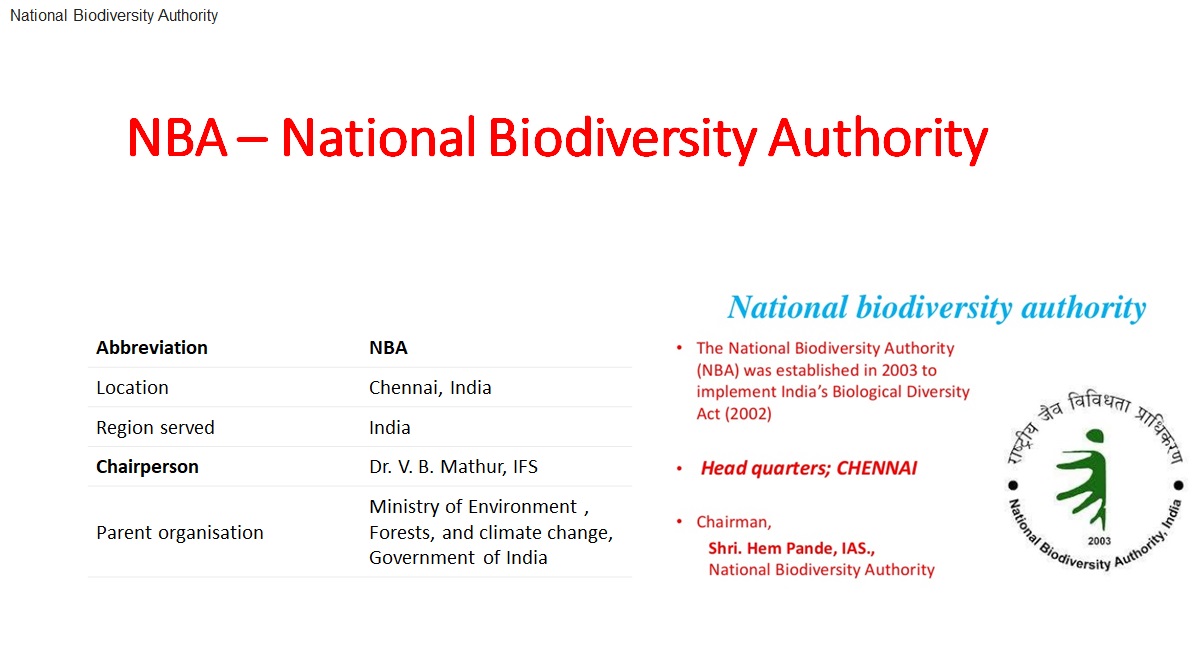 National Biodiversity Authority
NBA – National Biodiversity Authority
Abbreviation NBA
Location Chennai, India
Region served India
Chairperson Dr. V. B. Mathur, IFS
Parent organisation Ministry of Environment ,
Forests, and climate change,
Government of India
National biodiversity authority
• The National Biodiversity Authority
(NBA) was established in 2003 to
implement India’s Biological Diversity
Act (2002)
• Head quarters; CHENNAI
• Chairman,
Shri. Hem Pande, IAS.,
National Biodiversity Authority
राष्ट्रीय जैव विविधता प्राधिकरण
2003
National Biodiversity Authority, India